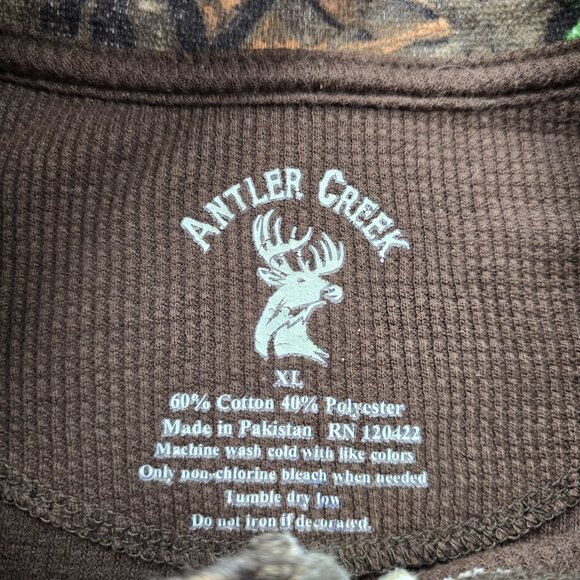 ANTLER CREEK
XL
60% Cotton 40% Polyester
Made in Pakistan RN 120422
Machine wash cold with like colors
Only non-chlorine bleach when needed
Tumble dry low
Do not iron if decorated.